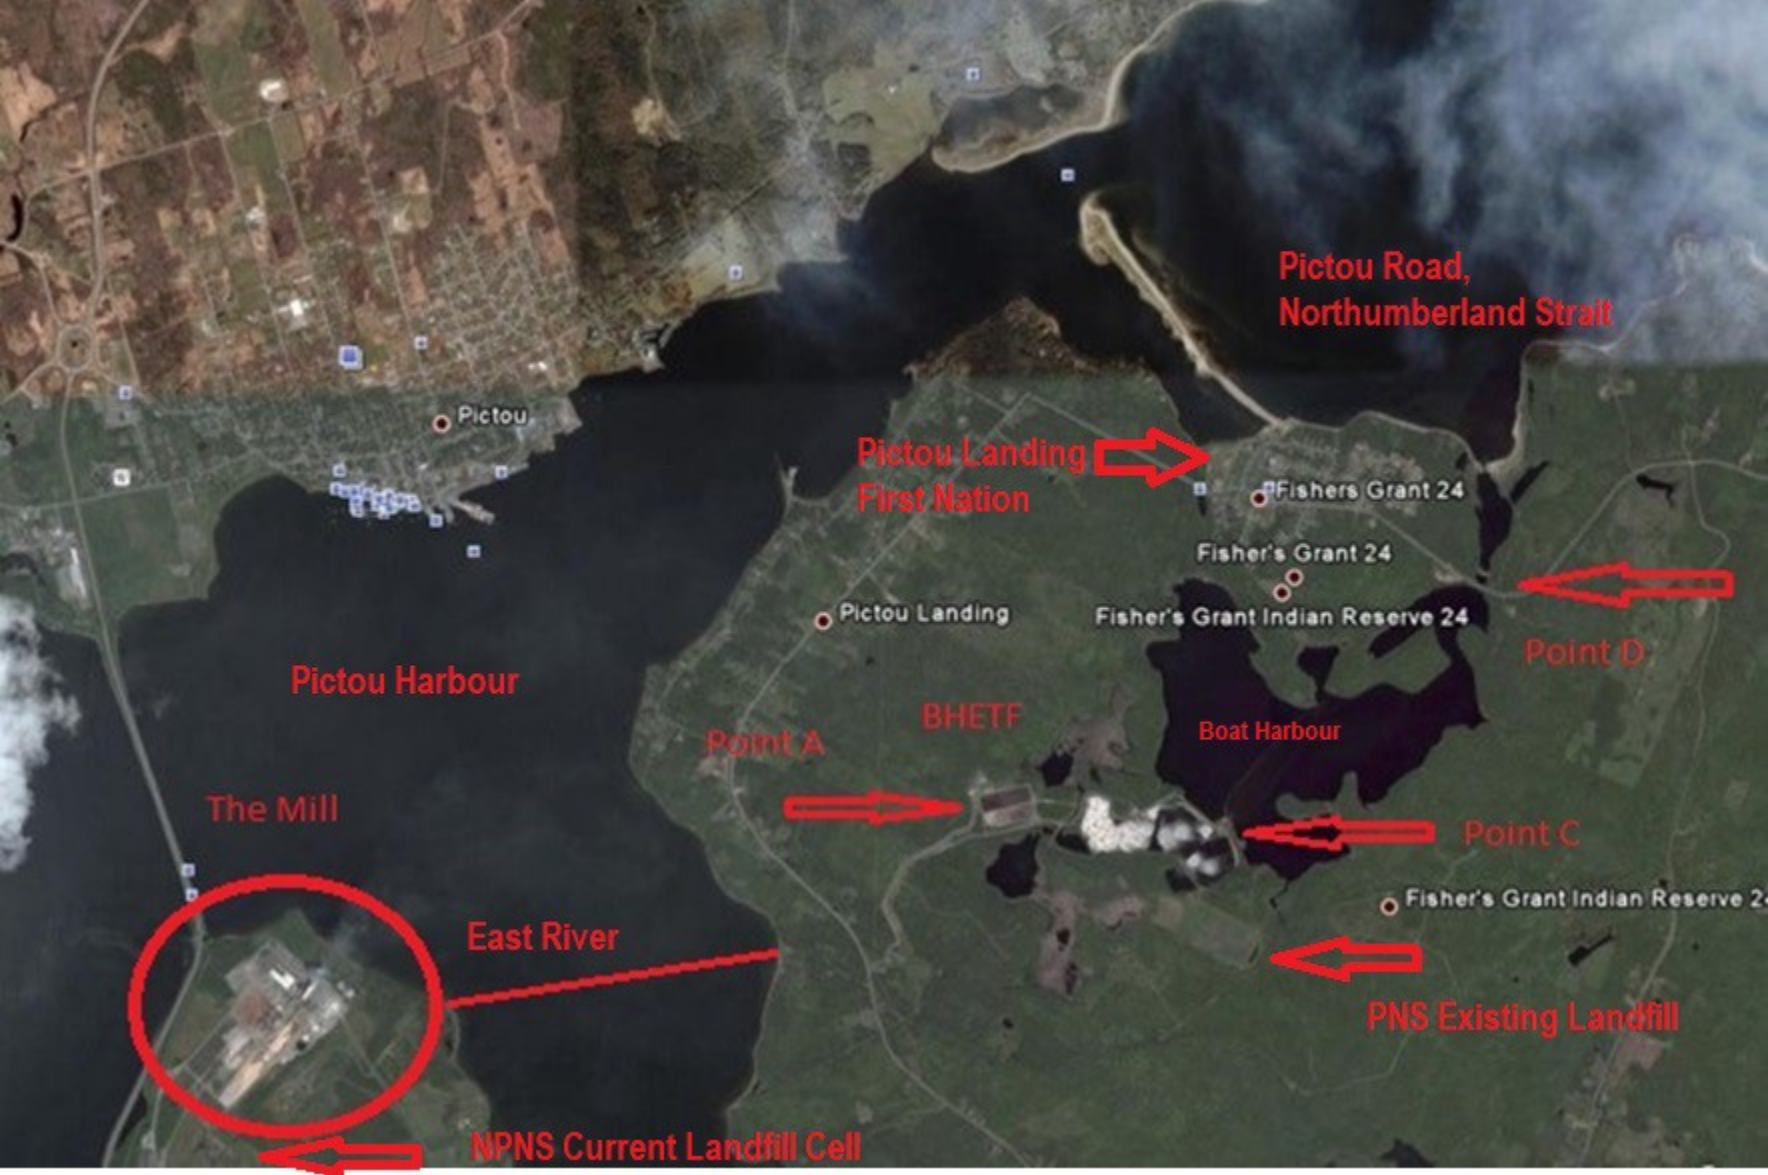 Pictou Road,
Northumberland Strait
Pictou
Pictou Landing
First Nation
Fishers Grant 24
Fisher's Grant 24
Fisher's Grant Indian Reserve 24
Pictou Landing
Point D
Pictou Harbour
BHETF
Point A
Boat Harbour
The Mill
Point C
Fisher's Grant Indian Reserve 24
East River
PNS Existing Landfill
NPNS Current Landfill Cell